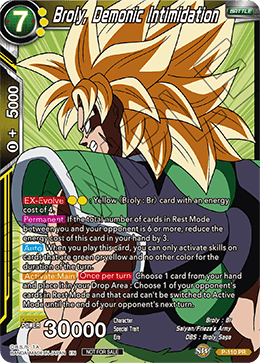 7
Broly, Demonic Intimidation
BATTLE
0 + 5000
EX-Evolve Yellow ‹Broly : Br› card with an energy
cost of 4
Permanent If the total number of cards in Rest Mode
between you and your opponent is 6 or more, reduce the
energy cost of this card in your hand by 3.
Auto When you play this card, you can only activate skills on
cards that are green or yellow and no other color for the
duration of the turn.
Activate Main Once per turn Choose 1 card from your hand
and place it in your Drop Area : Choose 1 of your opponent's
cards in Rest Mode and that card can't be switched to Active
Mode until the end of your opponent's next turn.
POWER 30000
Character Broly : Br
Special Trait Saiyan/Frieza's Army
Era DBS : Broly Saga
BANDAI MADE IN JAPAN EN NOT FOR SALE
P-110 PR